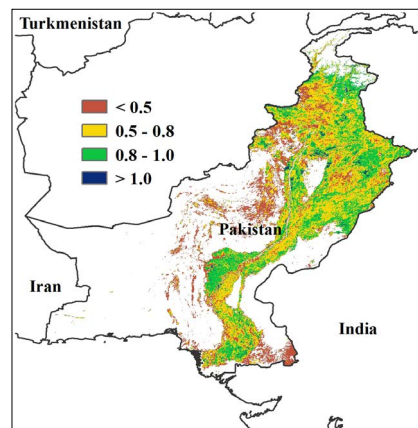 Turkmenistan
< 0.5
0.5 - 0.8
0.8 - 1.0
> 1.0
Pakistan
Iran
India